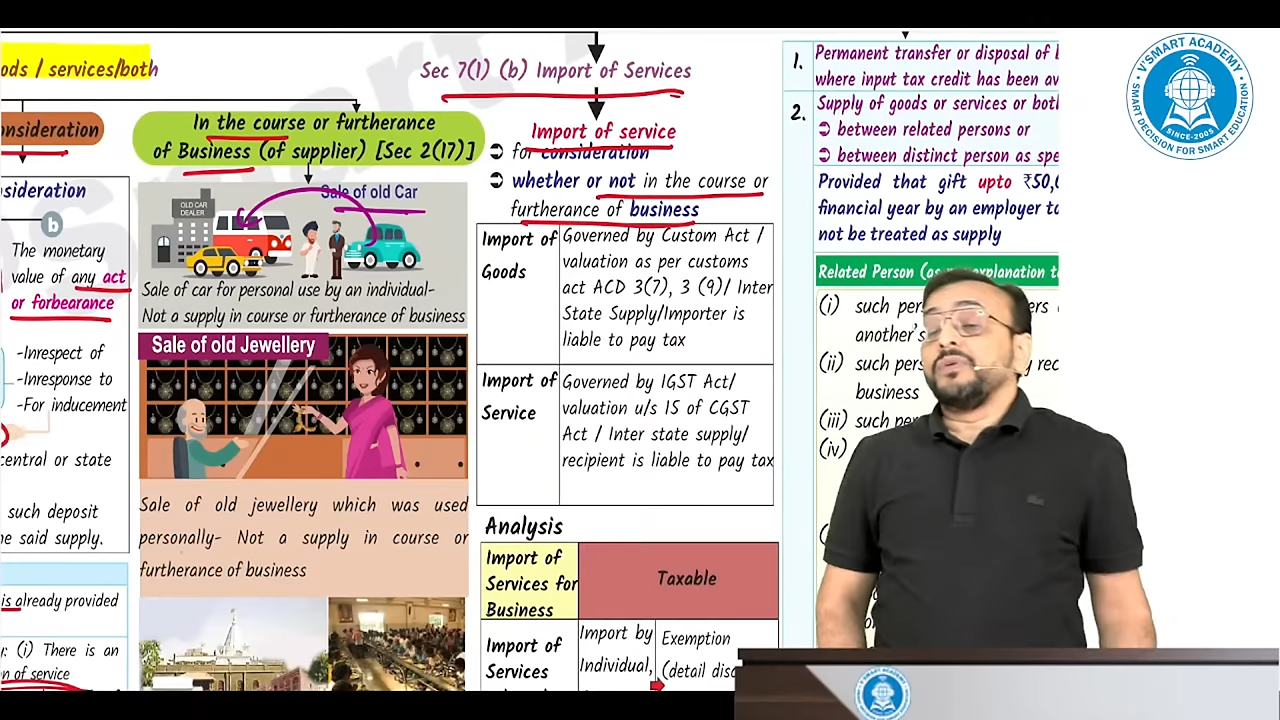 ods / services/both
onsideration
nsideration
b
The monetary
value of any act
or forbearance
-Inrespect of
-Inresponse to
-For inducement
central or state
such deposit
he said supply.
is already provided
y: (i) There is an
n of service
In the course or furtherance
of Business (of supplier) [Sec 2(17)]
OLD CAR
DEALER
Sale of old Car
Sale of car for personal use by an individual-
Not a supply in course or furtherance of business
Sale of old Jewellery
Sale of old jewellery which was used
personally- Not a supply in course or
furtherance of business
Sec 7(1) (b) Import of Services
Import of service
➲ for consideration
➲ whether or not in the course or
furtherance of business
Import of
Goods
Governed by Custom Act /
valuation as per customs
act ACD 3(7), 3 (9)/ Inter
State Supply/Importer is
liable to pay tax
Import of
Service
Governed by IGST Act/
valuation u/s 15 of CGST
Act / Inter state supply/
recipient is liable to pay tax
Analysis
Import of
Services for
Business
Taxable
Import of
Services
Import by
Individual,
Exemption
(detail disc
1.
Permanent transfer or disposal of b
where input tax credit has been av
2.
Supply of goods or services or both
➲ between related persons or
➲ between distinct person as spe
Provided that gift upto ₹50,0
financial year by an employer to
not be treated as supply
Related Person (as
explanation to
(i) such per
ers
another's
(ii) such pers
rec
business
(iii) such pe
(iv)
V'SMART ACADEMY
SMART DECISION FOR SMART EDUCATION
SINCE-2005